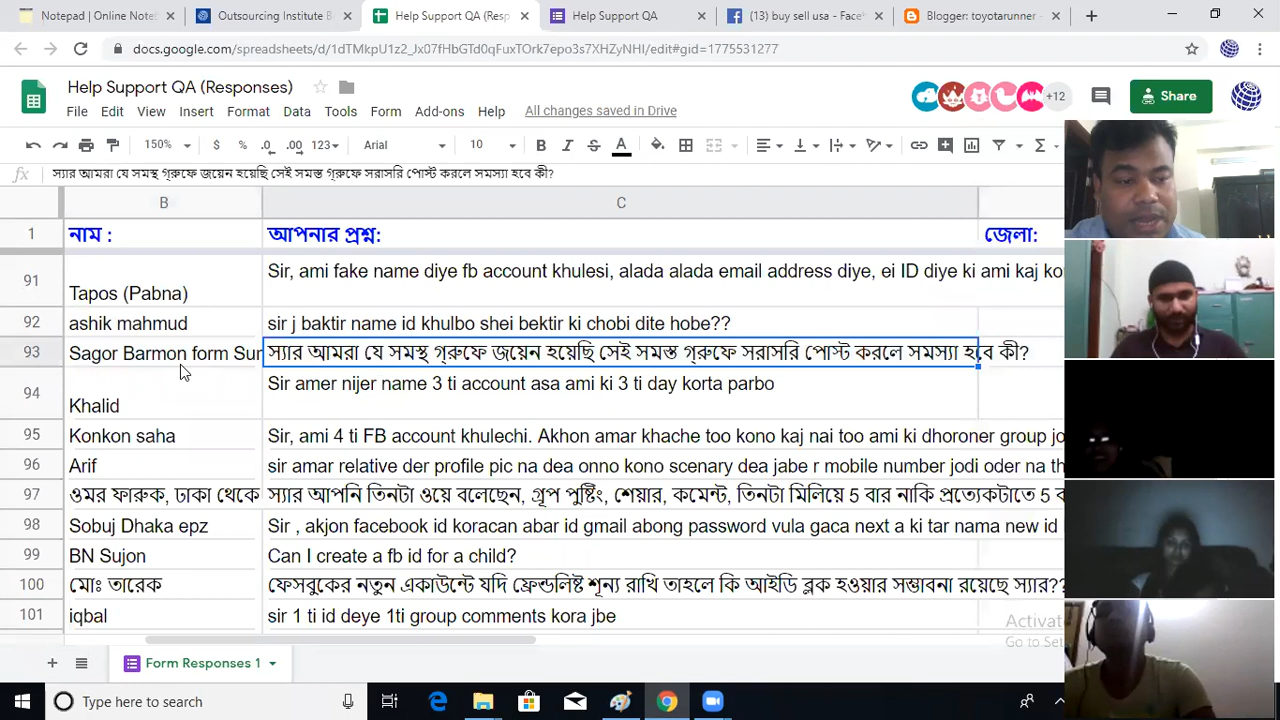 Notepad | Online Note
Outsourcing Institute B
Help Support QA (Res
Help Support QA
(13) buy sell usa - Face
Blogger: toyotarunner
docs.google.com/spreadsheets/d/1dTMkpU1z2_Jx07fHbGTd0qFuxTOrk7epo3s7XHZyNHI/edit#gid=1775531277
Help Support QA (Responses)
+12
Share
File Edit View Insert Format Data Tools Form Add-ons Help All changes saved in Drive
150% $ % .0 .00 123 Arial 10 B I S A
fx স্যার আমরা যে সমস্থ গ্রুফে জয়েন হয়েছি সেই সমস্ত গ্রুফে সরাসরি পোস্ট করলে সমস্যা হবে কী?
B C
1 নাম : আপনার প্রশ্ন: জেলা:
91 Tapos (Pabna) Sir, ami fake name diye fb account khulesi, alada alada email address diye, ei ID diye ki ami kaj ko
92 ashik mahmud sir j baktir name id khulbo shei bektir ki chobi dite hobe??
93 Sagor Barmon form Sur স্যার আমরা যে সমস্থ গ্রুফে জয়েন হয়েছি সেই সমস্ত গ্রুফে সরাসরি পোস্ট করলে সমস্যা হবে কী?
94 Khalid Sir amer nijer name 3 ti account asa ami ki 3 ti day korta parbo
95 Konkon saha Sir, ami 4 ti FB account khulechi. Akhon amar khache too kono kaj nai too ami ki dhoroner group jo
96 Arif sir amar relative der profile pic na dea onno kono scenary dea jabe r mobile number jodi oder na th
97 ওমর ফারুক, ঢাকা থেকে স্যার আপনি তিনটা ওয়ে বলেছেন, গ্রূপ পুষ্টিং, শেয়ার, কমেন্ট, তিনটা মিলিয়ে 5 বার নাকি প্রত্যেকটাতে 5 ব
98 Sobuj Dhaka epz Sir , akjon facebook id koracan abar id gmail abong password vula gaca next a ki tar nama new id
99 BN Sujon Can I create a fb id for a child?
100 মোঃ তারেক ফেসবুকের নতুন একাউন্টে যদি ফ্রেন্ডলিষ্ট শূন্য রাখি তাহলে কি আইডি ব্লক হওয়ার সম্ভাবনা রয়েছে স্যার??
101 iqbal sir 1 ti id deye 1ti group comments kora jbe
Activat
Go to Set
Form Responses 1
Type here to search